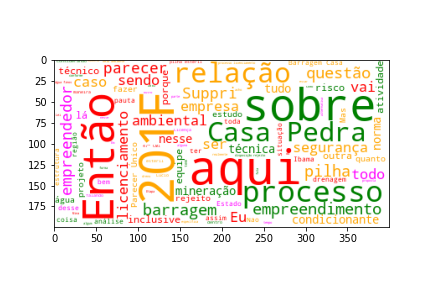 0
25
50
75
100
125
150
175
0 50 100 150 200 250 300 350
parecer
técnico
caso
Fazer
sendo
porque
relação
Suppri
empresa
tudo
Barragem Casa
questão
risco
vai
atividade
empreendedor
lá
Então
licenciamento
pauta
ambiental
201F
nesse
estudo
toda
sobre
Casa Pedra
Mas
norma
segurança
ser
técnica
situação
Ibama
outra
quanto
pilha
todo
drenagem
região
projeto
bem
Parecer Único
equipe
aqui
mineração
rejeito
Estado
processo
água
desse
coisa
análise
barragem
inclusive
assim
Eu
ter
Licença
empreendimento
condicionante